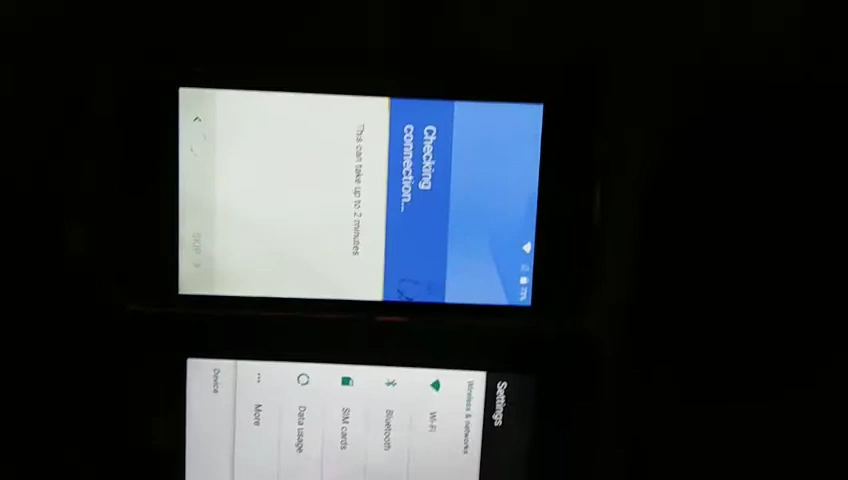 Checking
connection...
This can take up to 2 minutes
SKIP
Settings
Wireless & networks
Wi-Fi
Bluetooth
SIM cards
Data usage
More
Device